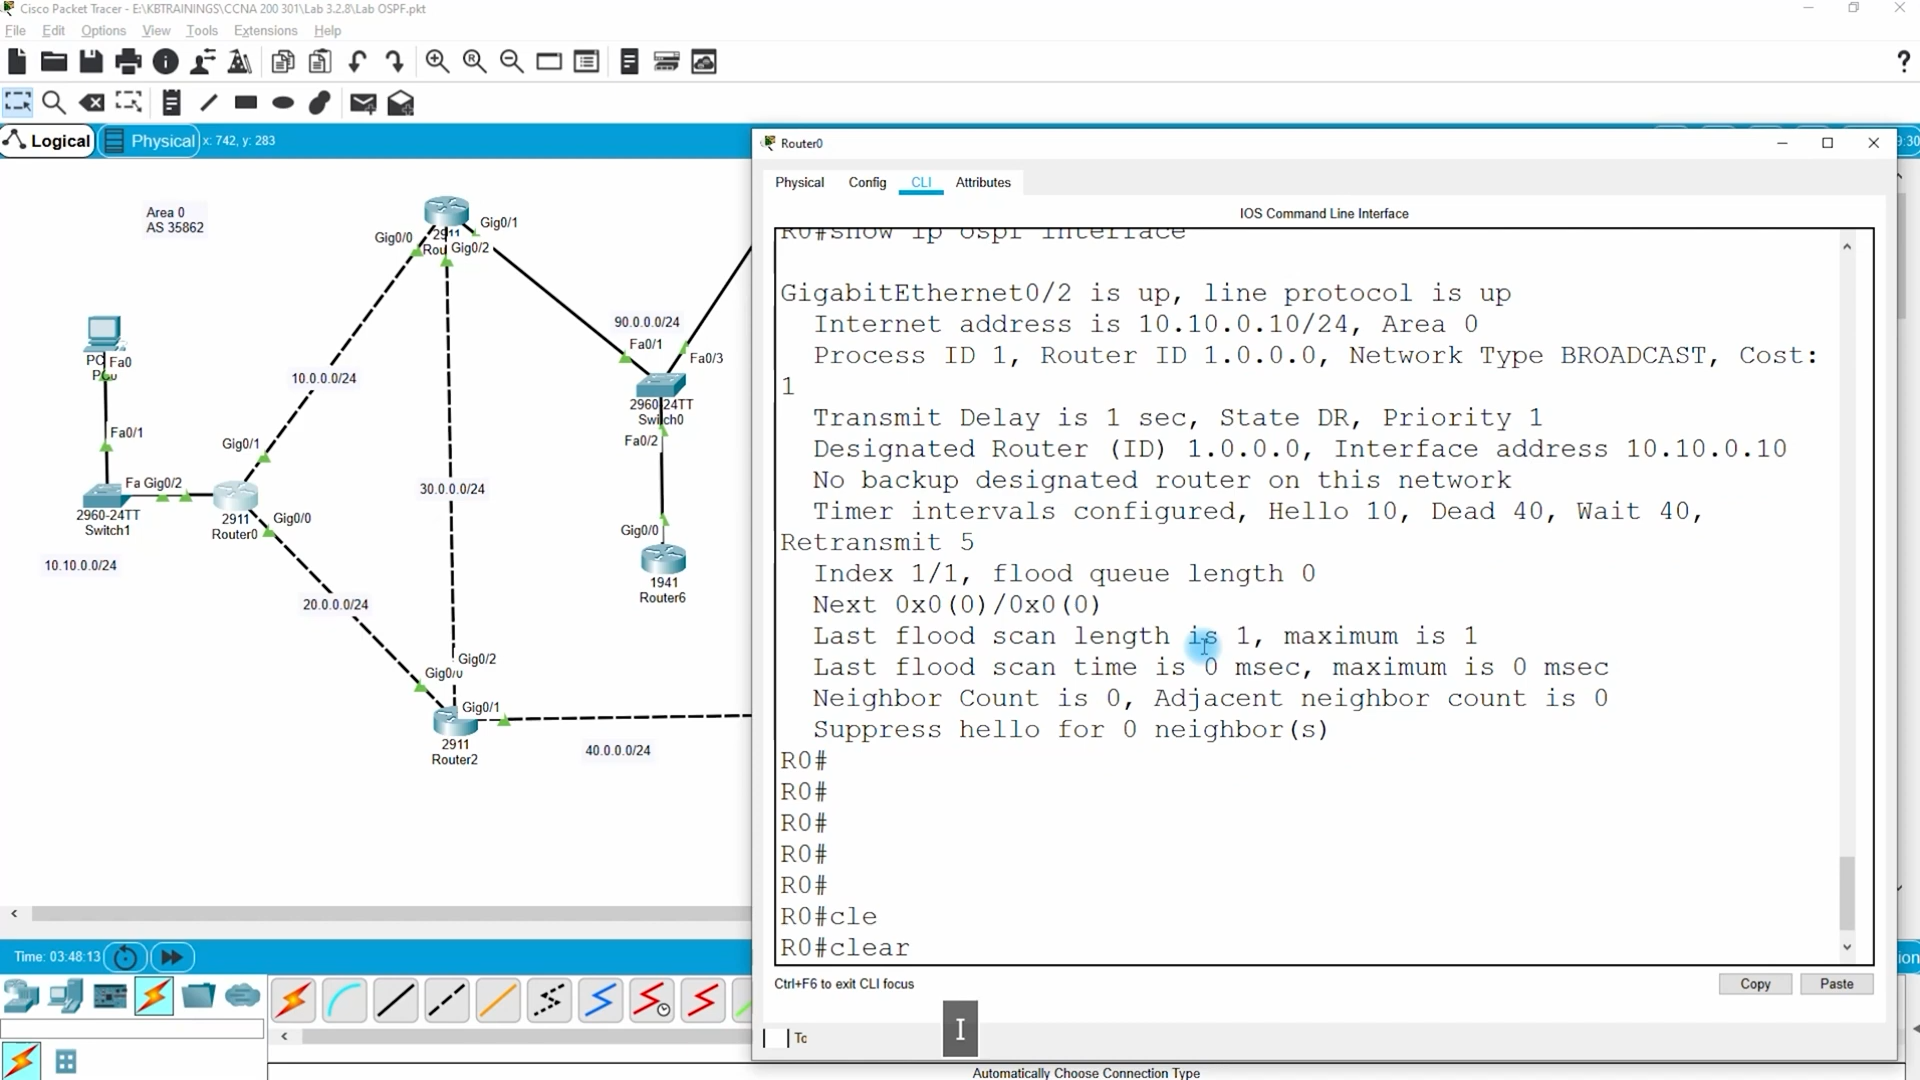 Cisco Packet Tracer - E:\KBTRAININGS\CCNA 200 301\Lab 3.2.8\Lab OSPF.pkt
File Edit Options View Tools Extensions Help
?
Logical Physical x: 742, y: 283
9:30
Area 0
AS 35862
Gig0/0
Gig0/1
2911
Rou
Gig0/2
PC
Fa0
10.0.0.0/24
90.0.0.0/24
Fa0/1
Fa0/3
2960-24TT
Switch0
Fa0/2
Fa0/1
Gig0/1
Fa
Gig0/2
2960-24TT
Switch1
2911
Router0
Gig0/0
30.0.0.0/24
Gig0/0
1941
Router6
10.10.0.0/24
20.0.0.0/24
Gig0/2
Gig0/0
Gig0/1
2911
Router2
40.0.0.0/24
Router0
Physical Config CLI Attributes
IOS Command Line Interface
R0#show ip ospf interface
GigabitEthernet0/2 is up, line protocol is up
Internet address is 10.10.0.10/24, Area 0
Process ID 1, Router ID 1.0.0.0, Network Type BROADCAST, Cost:
1
Transmit Delay is 1 sec, State DR, Priority 1
Designated Router (ID) 1.0.0.0, Interface address 10.10.0.10
No backup designated router on this network
Timer intervals configured, Hello 10, Dead 40, Wait 40,
Retransmit 5
Index 1/1, flood queue length 0
Next 0x0(0)/0x0(0)
Last flood scan length is 1, maximum is 1
Last flood scan time is 0 msec, maximum is 0 msec
Neighbor Count is 0, Adjacent neighbor count is 0
Suppress hello for 0 neighbor(s)
R0#
R0#
R0#
R0#
R0#
R0#cle
R0#clear
Ctrl+F6 to exit CLI focus
Copy Paste
Time: 03:48:13
Automatically Choose Connection Type